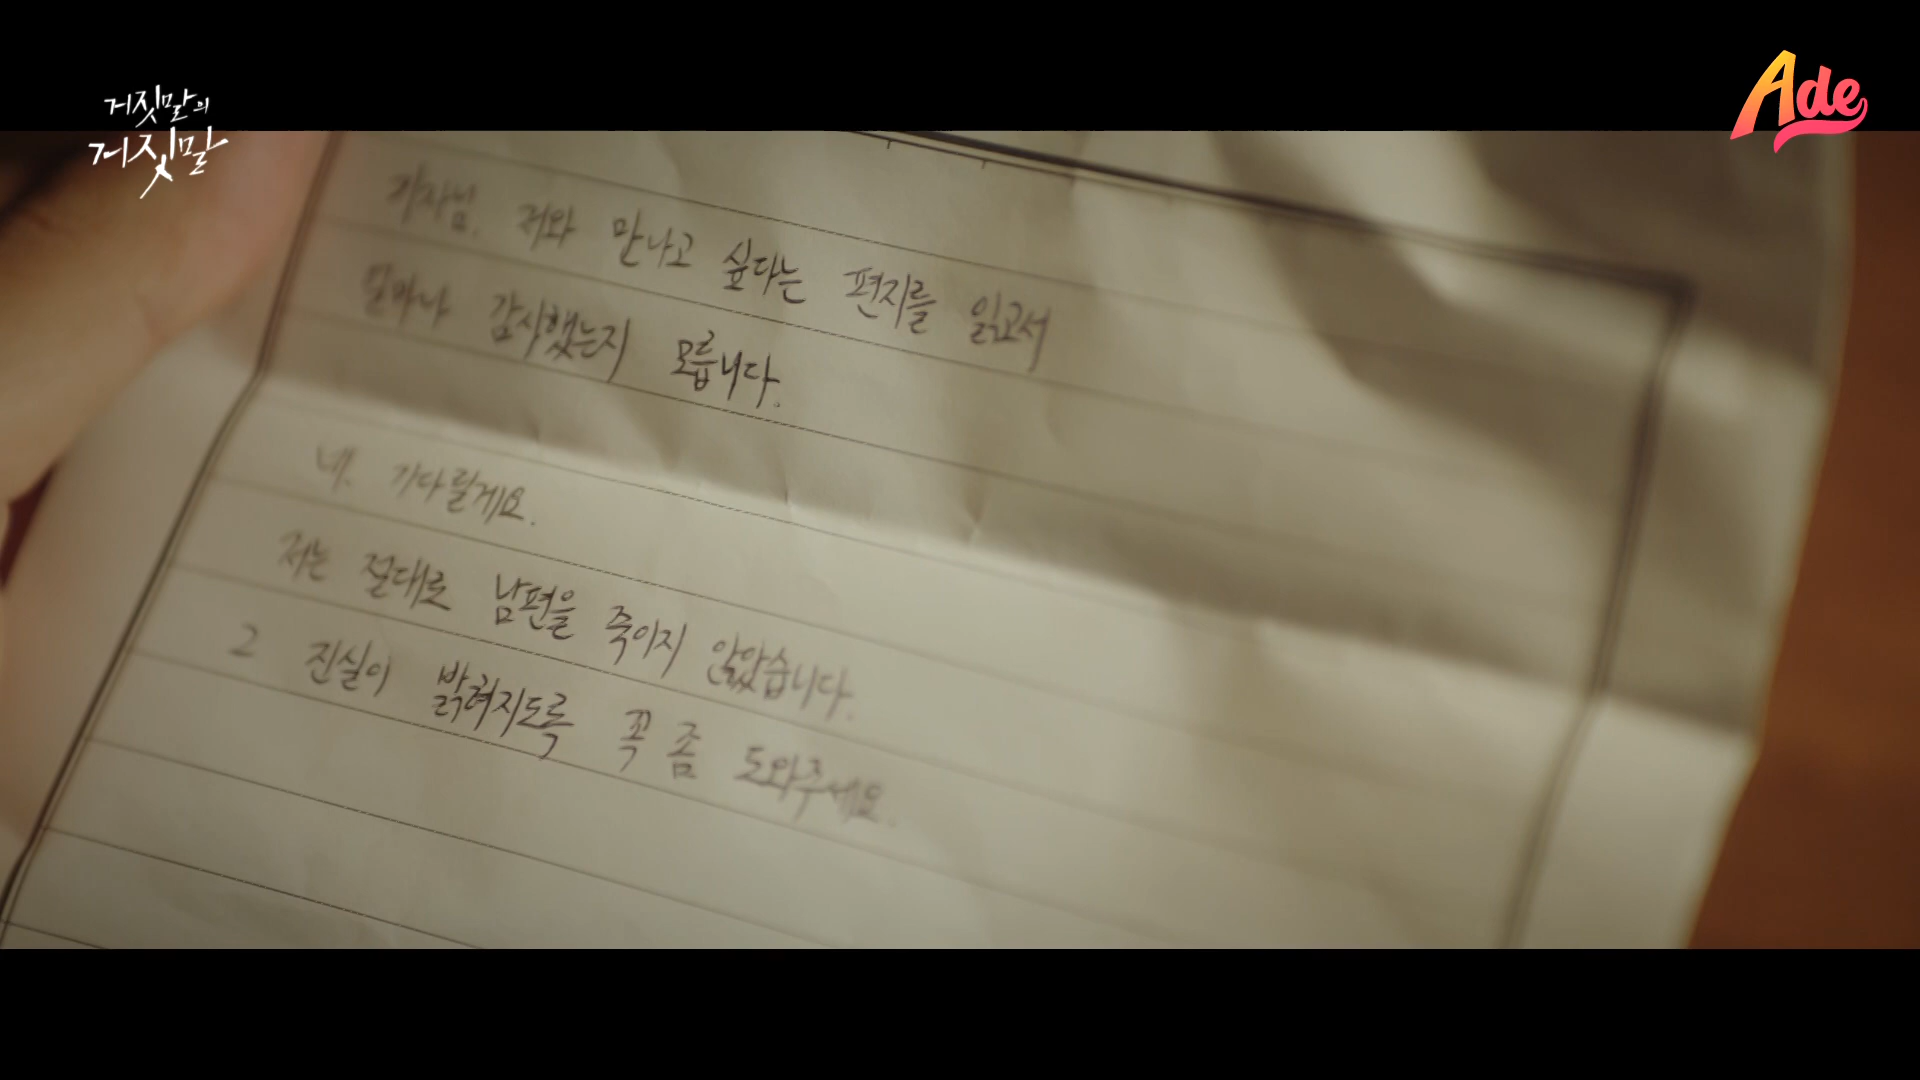 거짓말의
거짓말
Ade
기자님. 저와 만나고 싶다는 편지를 읽고서
얼마나 감사했는지 모릅니다.
네. 기다릴게요.
저는 절대로 남편을 죽이지 않았습니다.
그 진실이 밝혀지도록 꼭 좀 도와주세요.